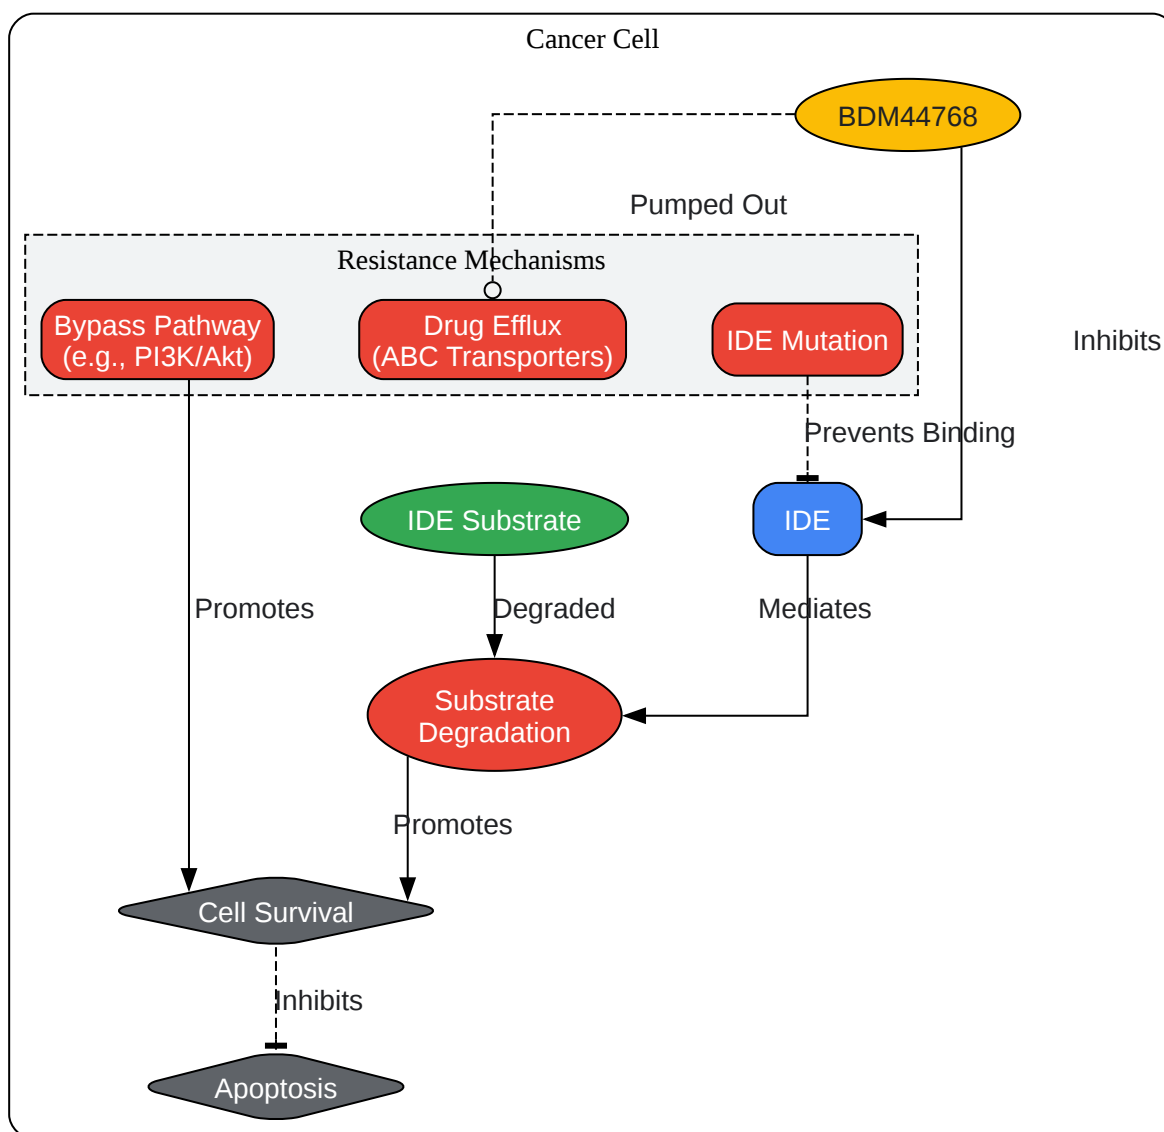 Cancer Cell
BDM44768
Pumped Out
Resistance Mechanisms
Bypass Pathway
(e.g., PI3K/Akt)
Drug Efflux
(ABC Transporters)
IDE Mutation
Inhibits
Prevents Binding
IDE Substrate
IDE
Promotes
Degraded
Mediates
Substrate
Degradation
Promotes
Cell Survival
Inhibits
Apoptosis